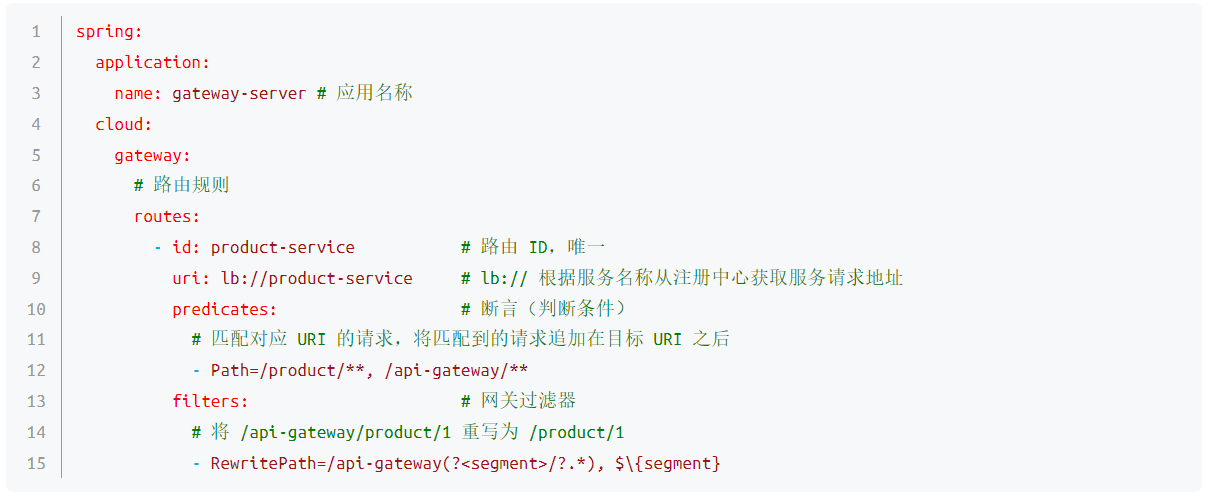 1 spring:
2   application:
3     name: gateway-server # 应用名称
4   cloud:
5     gateway:
6       # 路由规则
7       routes:
8         - id: product-service           # 路由 ID，唯一
9           uri: lb://product-service     # lb:// 根据服务名称从注册中心获取服务请求地址
10           predicates:                   # 断言（判断条件）
11             # 匹配对应 URI 的请求，将匹配到的请求追加在目标 URI 之后
12             - Path=/product/**, /api-gateway/**
13           filters:                      # 网关过滤器
14             # 将 /api-gateway/product/1 重写为 /product/1
15             - RewritePath=/api-gateway(?<segment>/?.*), $\{segment}